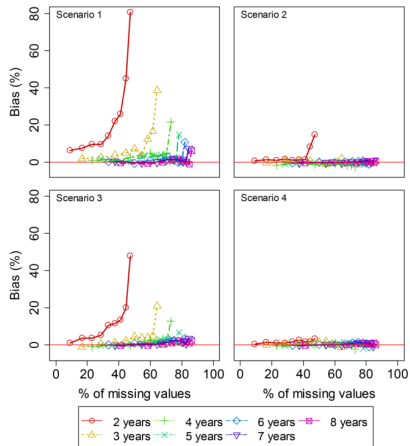 Scenario 1
Scenario 2
80
60
40
20
0
Bias (%)
Scenario 3
Scenario 4
80
60
40
20
0
Bias (%)
0 20 40 60 80 100
0 20 40 60 80 100
% of missing values
% of missing values
2 years 4 years 6 years 8 years
3 years 5 years 7 years